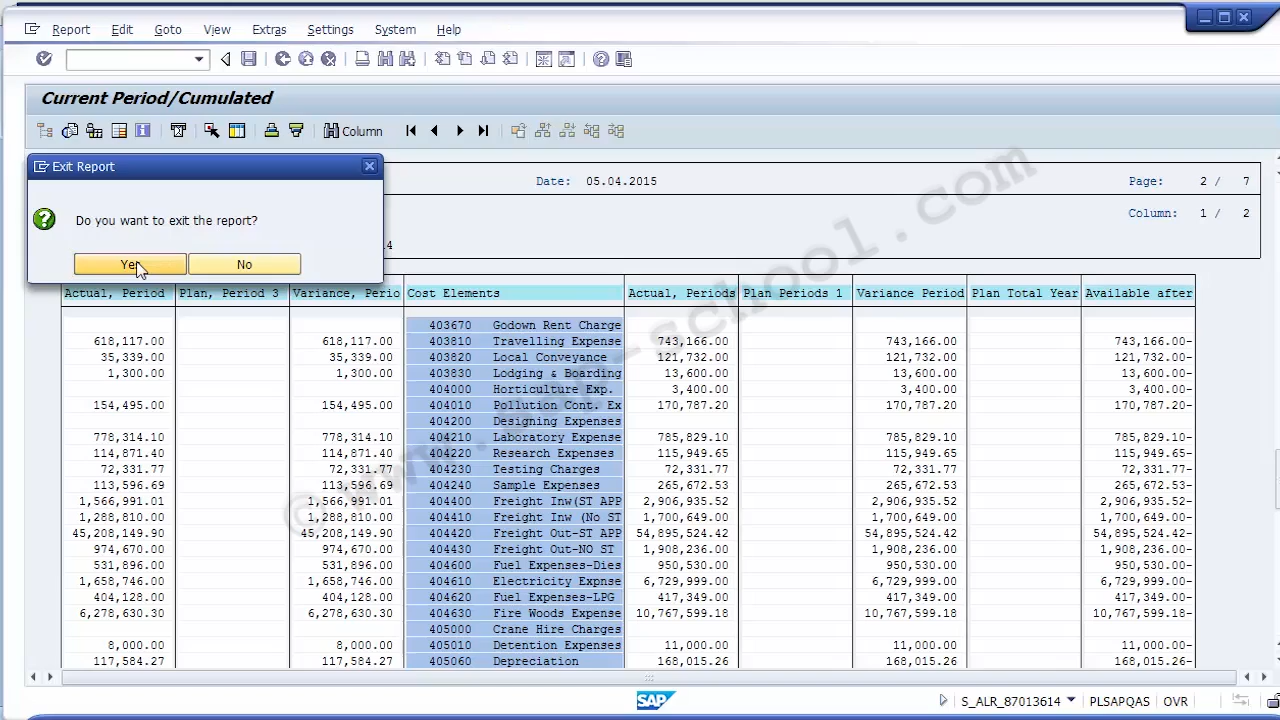 Report Edit Goto View Extras Settings System Help
Current Period/Cumulated
Column
Exit Report
Do you want to exit the report?
Yes No
Date: 05.04.2015 Page: 2 / 7
Column: 1 / 2
4
Actual, Period Plan, Period 3 Variance, Perio Cost Elements Actual, Periods Plan Periods 1 Variance Period Plan Total Year Available after
403670 Godown Rent Charge
618,117.00 618,117.00 403810 Travelling Expense 743,166.00 743,166.00 743,166.00-
35,339.00 35,339.00 403820 Local Conveyance 121,732.00 121,732.00 121,732.00-
1,300.00 1,300.00 403830 Lodging & Boarding 13,600.00 13,600.00 13,600.00-
404000 Horticulture Exp. 3,400.00 3,400.00 3,400.00-
154,495.00 154,495.00 404010 Pollution Cont. Ex 170,787.20 170,787.20 170,787.20-
404200 Designing Expenses
778,314.10 778,314.10 404210 Laboratory Expense 785,829.10 785,829.10 785,829.10-
114,871.40 114,871.40 404220 Research Expenses 115,949.65 115,949.65 115,949.65-
72,331.77 72,331.77 404230 Testing Charges 72,331.77 72,331.77 72,331.77-
113,596.69 113,596.69 404240 Sample Expenses 265,672.53 265,672.53 265,672.53-
1,566,991.01 1,566,991.01 404400 Freight Inw(ST APP 2,906,935.52 2,906,935.52 2,906,935.52-
1,288,810.00 1,288,810.00 404410 Freight Inw (No ST 1,700,649.00 1,700,649.00 1,700,649.00-
45,208,149.90 45,208,149.90 404420 Freight Out-ST APP 54,895,524.42 54,895,524.42 54,895,524.42-
974,670.00 974,670.00 404430 Freight Out-NO ST 1,908,236.00 1,908,236.00 1,908,236.00-
531,896.00 531,896.00 404600 Fuel Expenses-Dies 950,530.00 950,530.00 950,530.00-
1,658,746.00 1,658,746.00 404610 Electricity Expnse 6,729,999.00 6,729,999.00 6,729,999.00-
404,128.00 404,128.00 404620 Fuel Expenses-LPG 417,349.00 417,349.00 417,349.00-
6,278,630.30 6,278,630.30 404630 Fire Woods Expense 10,767,599.18 10,767,599.18 10,767,599.18-
405000 Crane Hire Charges
8,000.00 8,000.00 405010 Detention Expenses 11,000.00 11,000.00 11,000.00-
117,584.27 117,584.27 405060 Depreciation 168,015.26 168,015.26 168,015.26-
SAP S_ALR_87013614 PLSAPQAS OVR